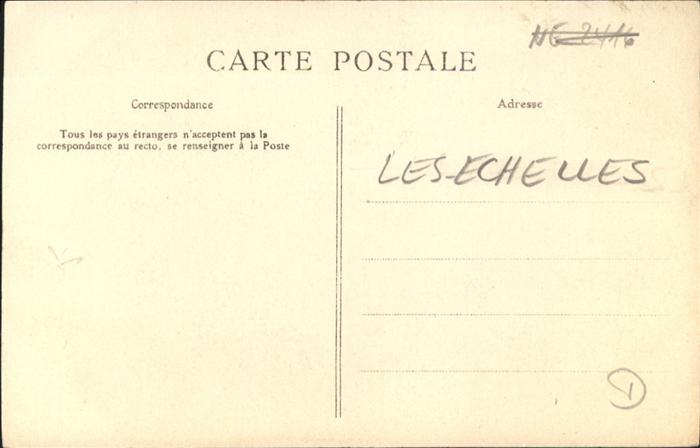 CARTE POSTALE
Correspondance
Tous les pays étrangers n'acceptent pas la
correspondance au recto, se renseigner à la Poste
Adresse
LES-ECHELLES